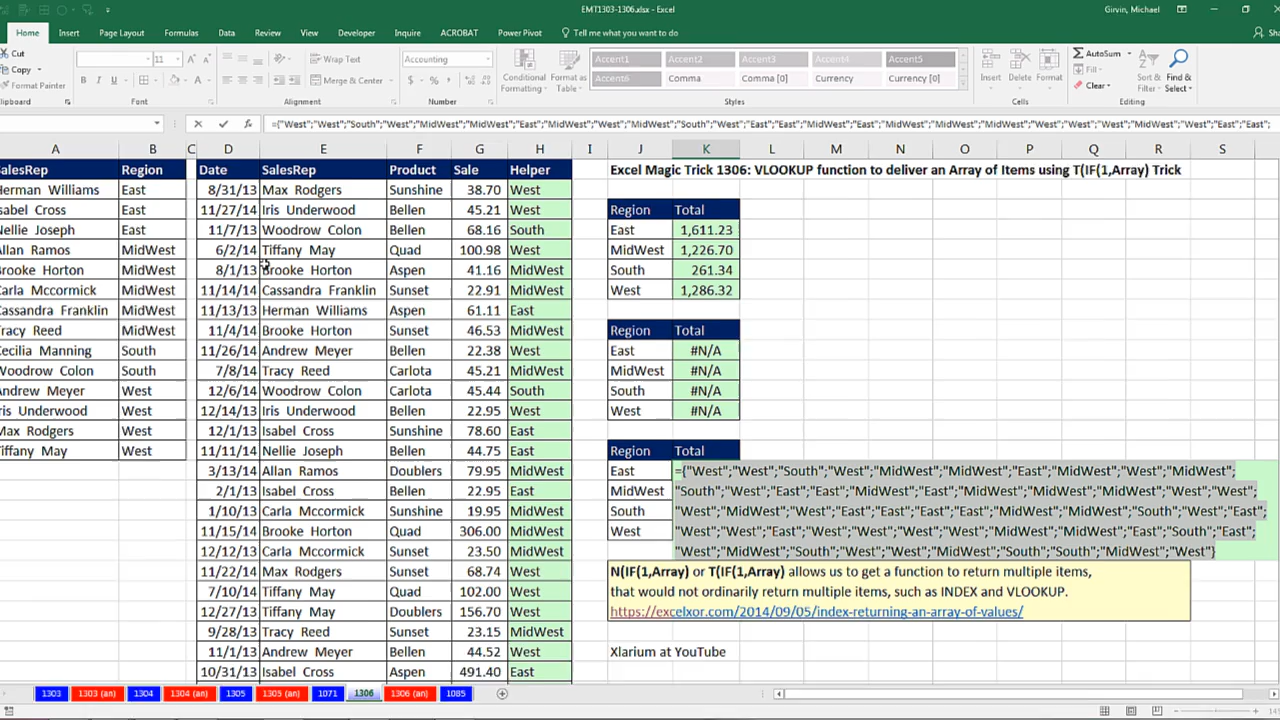 EMT1303-1306.xlsx - Excel
Girvin, Michael
Home Insert Page Layout Formulas Data Review View Developer Inquire ACROBAT Power Pivot Tell me what you want to do
Cut
Copy
Format Painter
11
Wrap Text
Merge & Center
Accounting
Conditional Formatting
Format as Table
Accent1 Accent2 Accent3 Accent4 Accent5
Accent6 Comma Comma [0] Currency Currency [0]
Insert Delete Format
AutoSum
Fill
Clear
Sort & Filter
Find & Select
Font Alignment Number Styles Cells Editing
={"West";"West";"South";"West";"MidWest";"MidWest";"East";"MidWest";"West";"MidWest";"South";"West";"East";"East";"MidWest";"East";"MidWest";"MidWest";"MidWest";"West";"West";"West";"MidWest";"West";"East";"East";
A B C D E F G H I J K L M N O P Q R S
SalesRep Region Date SalesRep Product Sale Helper Excel Magic Trick 1306: VLOOKUP function to deliver an Array of Items using T(IF(1,Array) Trick
Herman Williams East 8/31/13 Max Rodgers Sunshine 38.70 West
Isabel Cross East 11/27/14 Iris Underwood Bellen 45.21 West Region Total
Nellie Joseph East 11/7/13 Woodrow Colon Bellen 68.16 South East 1,611.23
Allan Ramos MidWest 6/2/14 Tiffany May Quad 100.98 West MidWest 1,226.70
Brooke Horton MidWest 8/1/13 Brooke Horton Aspen 41.16 MidWest South 261.34
Carla Mccormick MidWest 11/14/14 Cassandra Franklin Sunset 22.91 MidWest West 1,286.32
Cassandra Franklin MidWest 11/13/13 Herman Williams Aspen 61.11 East
Tracy Reed MidWest 11/4/14 Brooke Horton Sunset 46.53 MidWest Region Total
Cecilia Manning South 11/26/14 Andrew Meyer Bellen 22.38 West East #N/A
Woodrow Colon South 7/8/14 Tracy Reed Carlota 45.21 MidWest MidWest #N/A
Andrew Meyer West 12/6/14 Woodrow Colon Carlota 45.44 South South #N/A
Iris Underwood West 12/14/13 Iris Underwood Bellen 22.95 West West #N/A
Max Rodgers West 12/1/13 Isabel Cross Sunshine 78.60 East
Tiffany May West 11/11/14 Nellie Joseph Bellen 44.75 East Region Total
3/13/14 Allan Ramos Doublers 79.95 MidWest East ={"West";"West";"South";"West";"MidWest";"MidWest";"East";"MidWest";"West";"MidWest";
2/1/13 Isabel Cross Bellen 22.95 East MidWest "South";"West";"East";"East";"MidWest";"East";"MidWest";"MidWest";"MidWest";"West";"West";
1/10/13 Carla Mccormick Sunshine 19.95 MidWest South "West";"MidWest";"West";"East";"East";"East";"East";"MidWest";"MidWest";"South";"West";"East";
11/15/14 Brooke Horton Quad 306.00 MidWest West "West";"West";"East";"West";"West";"West";"West";"MidWest";"MidWest";"East";"South";"East";
12/12/13 Carla Mccormick Sunset 23.50 MidWest "West";"MidWest";"South";"West";"West";"MidWest";"South";"South";"MidWest";"West"}
11/22/14 Max Rodgers Sunset 68.74 West N(IF(1,Array) or T(IF(1,Array) allows us to get a function to return multiple items,
7/10/14 Tiffany May Quad 102.00 West that would not ordinarily return multiple items, such as INDEX and VLOOKUP.
12/27/13 Tiffany May Doublers 156.70 West https://excelxor.com/2014/09/05/index-returning-an-array-of-values/
9/28/13 Tracy Reed Sunset 23.15 MidWest
11/1/13 Andrew Meyer Bellen 44.52 West Xlarium at YouTube
10/31/13 Isabel Cross Aspen 491.40 East
1303 1303 (an) 1304 1304 (an) 1305 1305 (an) 1071 1306 1306 (an) 1085